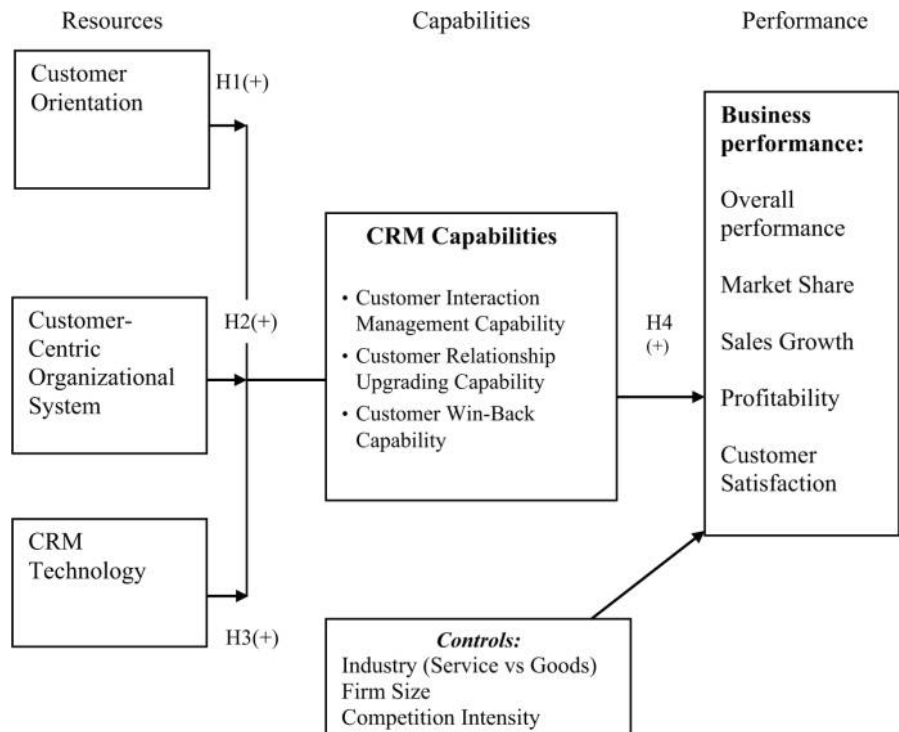 Resources
Capabilities
Performance
Customer
Orientation
H1(+)
Customer-
Centric
Organizational
System
H2(+)
CRM
Technology
H3(+)
CRM Capabilities
• Customer Interaction
Management Capability
• Customer Relationship
Upgrading Capability
• Customer Win-Back
Capability
H4
(+)
Business
performance:
Overall
performance
Market Share
Sales Growth
Profitability
Customer
Satisfaction
Controls:
Industry (Service vs Goods)
Firm Size
Competition Intensity